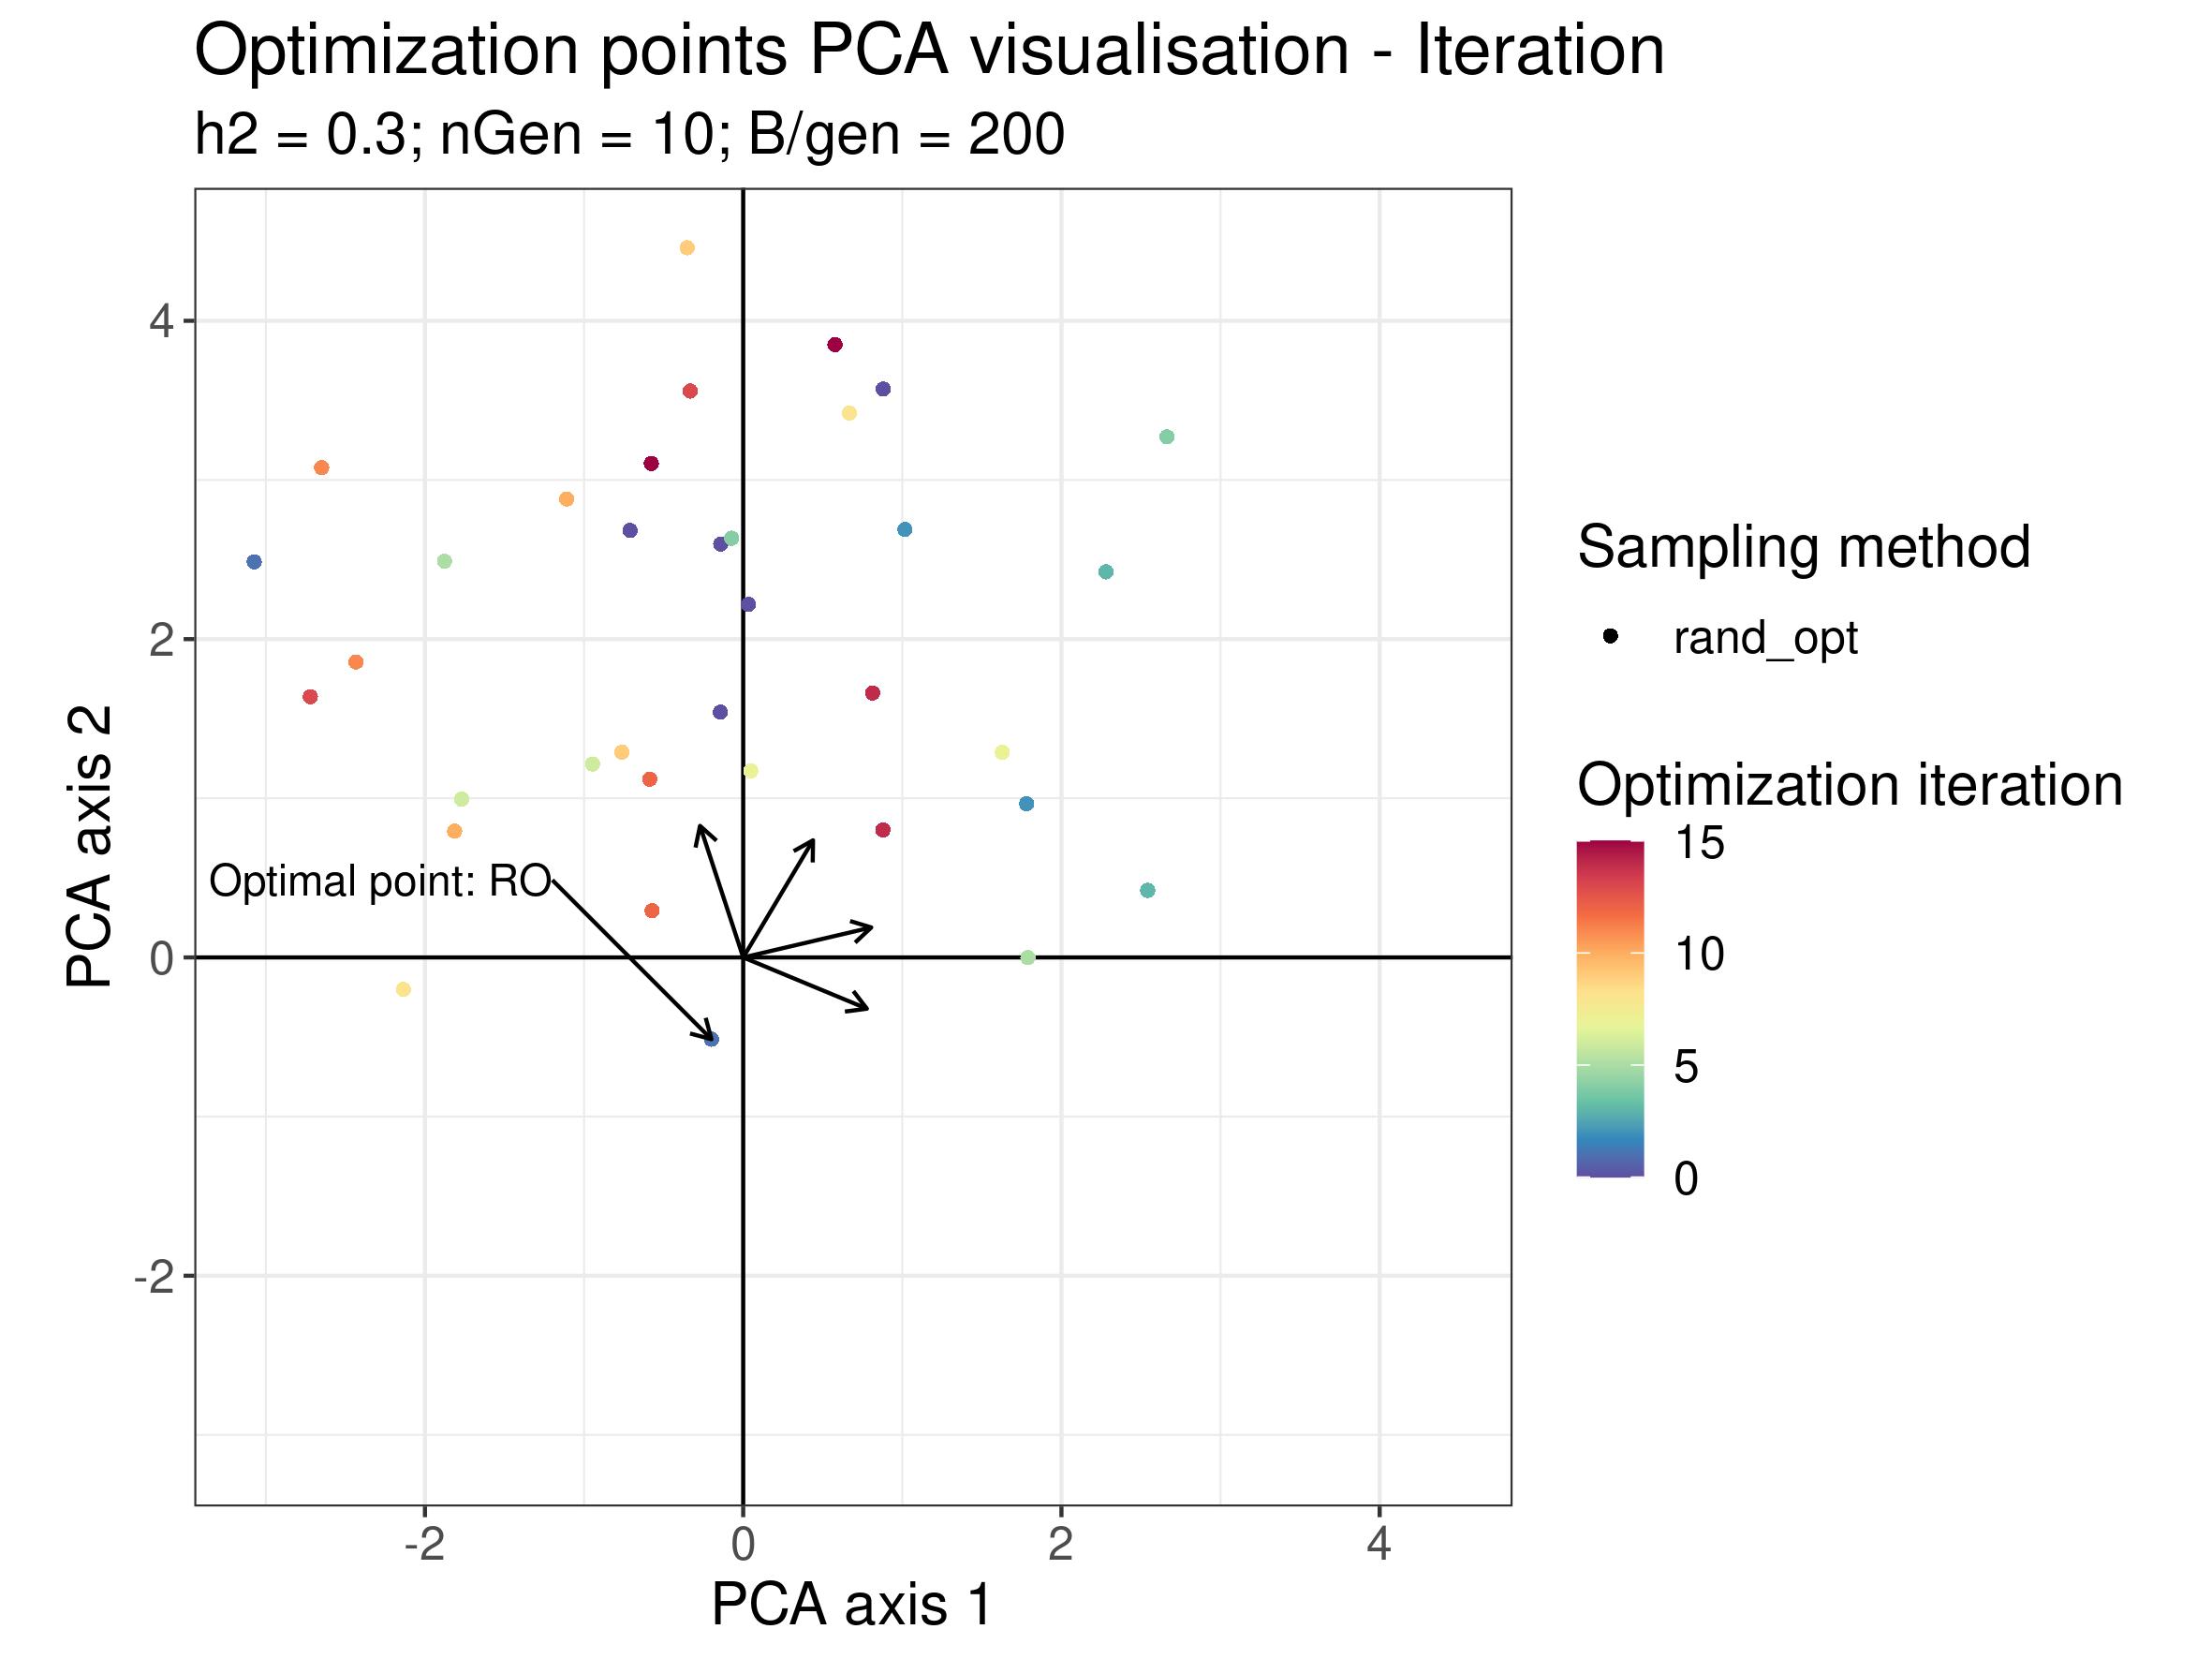 Optimization points PCA visualisation - Iteration
h2 = 0.3; nGen = 10; B/gen = 200
PCA axis 2
4
2
0
-2
Optimal point: RO
-2
0
2
4
PCA axis 1
Sampling method
rand_opt
Optimization iteration
15
10
5
0